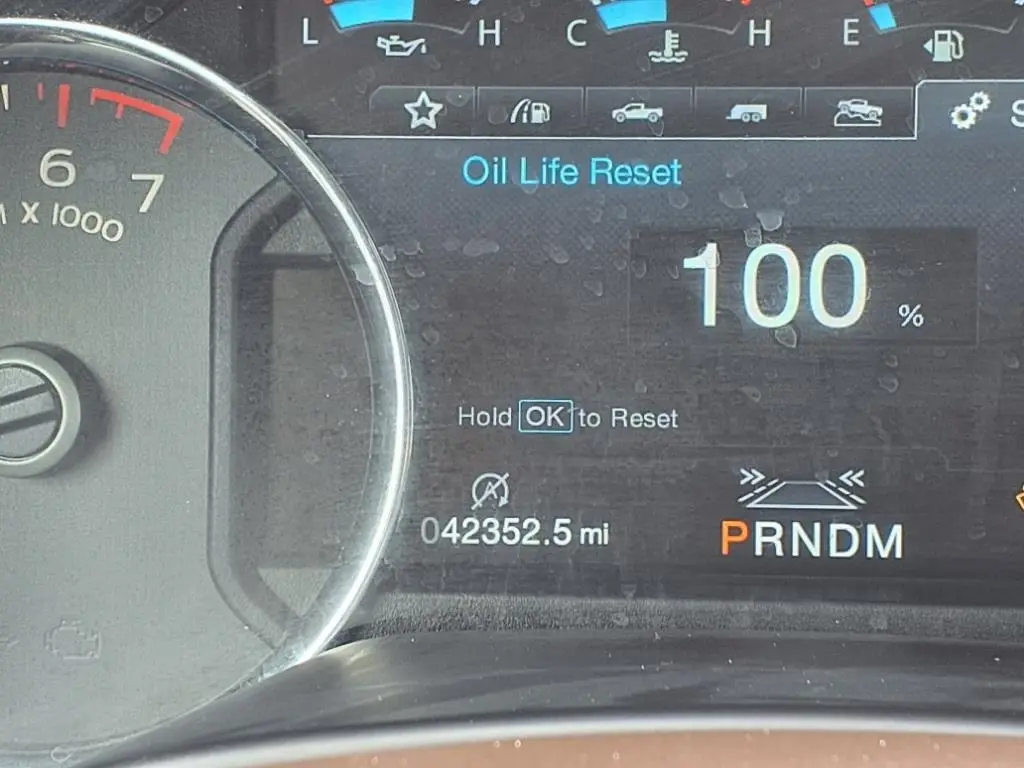 L H C H E
S
6
7
X 1000
Oil Life Reset
100 %
Hold OK to Reset
A
042352.5 mi
PRNDM